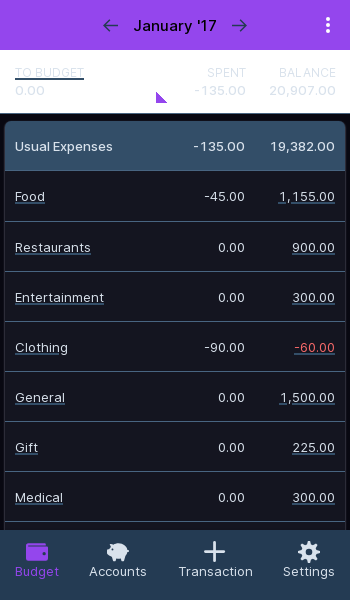 January '17
TO BUDGET SPENT BALANCE
0.00 -135.00 20,907.00
Usual Expenses -135.00 19,382.00
Food -45.00 1,155.00
Restaurants 0.00 900.00
Entertainment 0.00 300.00
Clothing -90.00 -60.00
General 0.00 1,500.00
Gift 0.00 225.00
Medical 0.00 300.00
Budget Accounts Transaction Settings